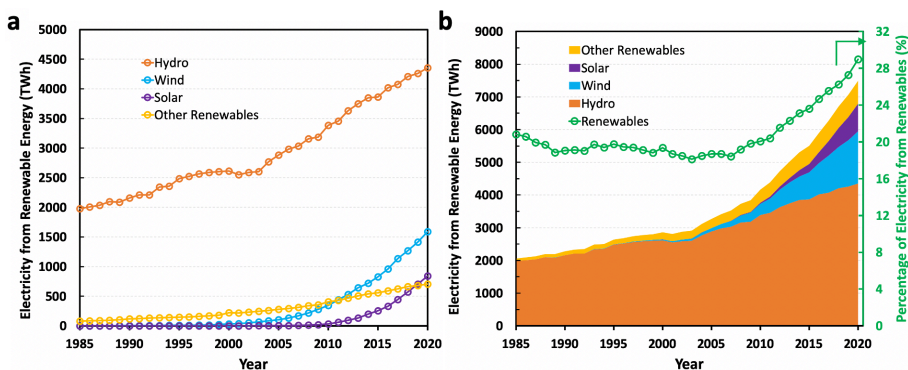 a
Electricity from Renewable Energy (TWh)
5000
4500
4000
3500
3000
2500
2000
1500
1000
500
0
Hydro
Wind
Solar
Other Renewables
1985 1990 1995 2000 2005 2010 2015 2020
Year
b
Electricity from Renewable Energy (TWh)
9000
8000
7000
6000
5000
4000
3000
2000
1000
0
Other Renewables
Solar
Wind
Hydro
Renewables
1985 1990 1995 2000 2005 2010 2015 2020
Year
32
28
24
20
16
12
8
4
0
Percentage of Electricity from Renewables (%)